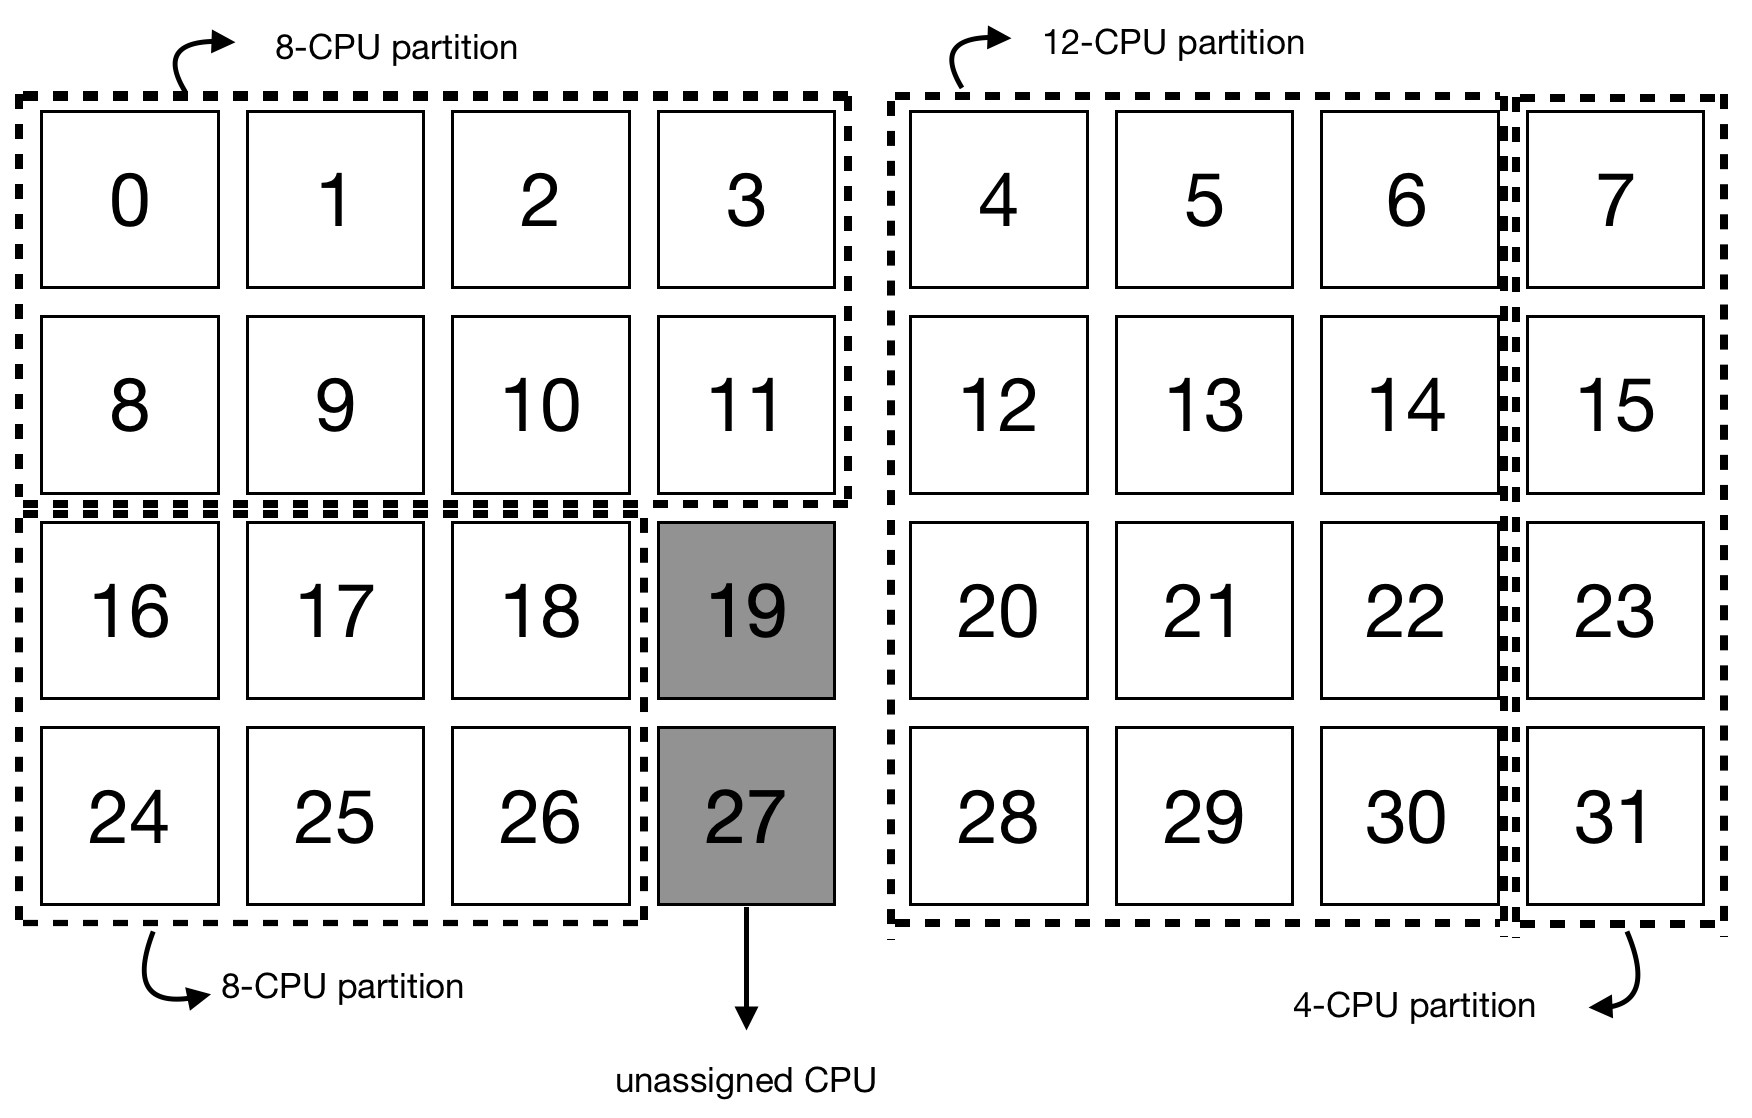 8-CPU partition
12-CPU partition
0 1 2 3 4 5 6 7
8 9 10 11 12 13 14 15
16 17 18 19 20 21 22 23
24 25 26 27 28 29 30 31
8-CPU partition
4-CPU partition
unassigned CPU